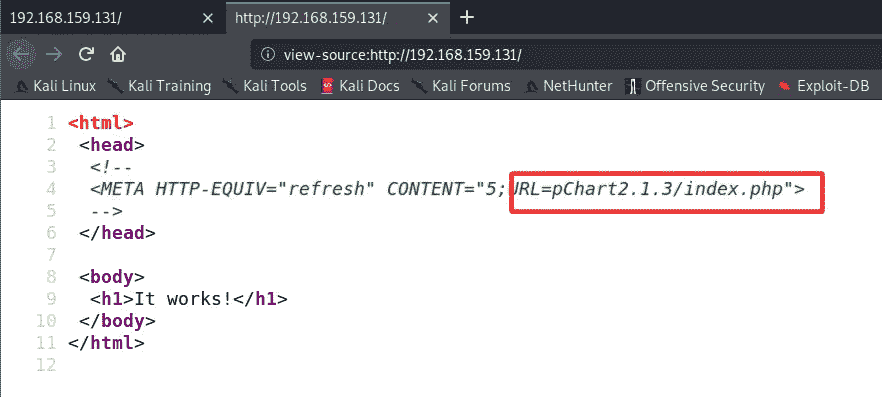 192.168.159.131/ × http://192.168.159.131/ × +
view-source:http://192.168.159.131/
Kali Linux Kali Training Kali Tools Kali Docs Kali Forums NetHunter Offensive Security Exploit-DB
1 <html>
2 <head>
3 <!--
4 <META HTTP-EQUIV="refresh" CONTENT="5;URL=pChart2.1.3/index.php">
5 -->
6 </head>
7
8 <body>
9 <h1>It works!</h1>
10 </body>
11 </html>
12